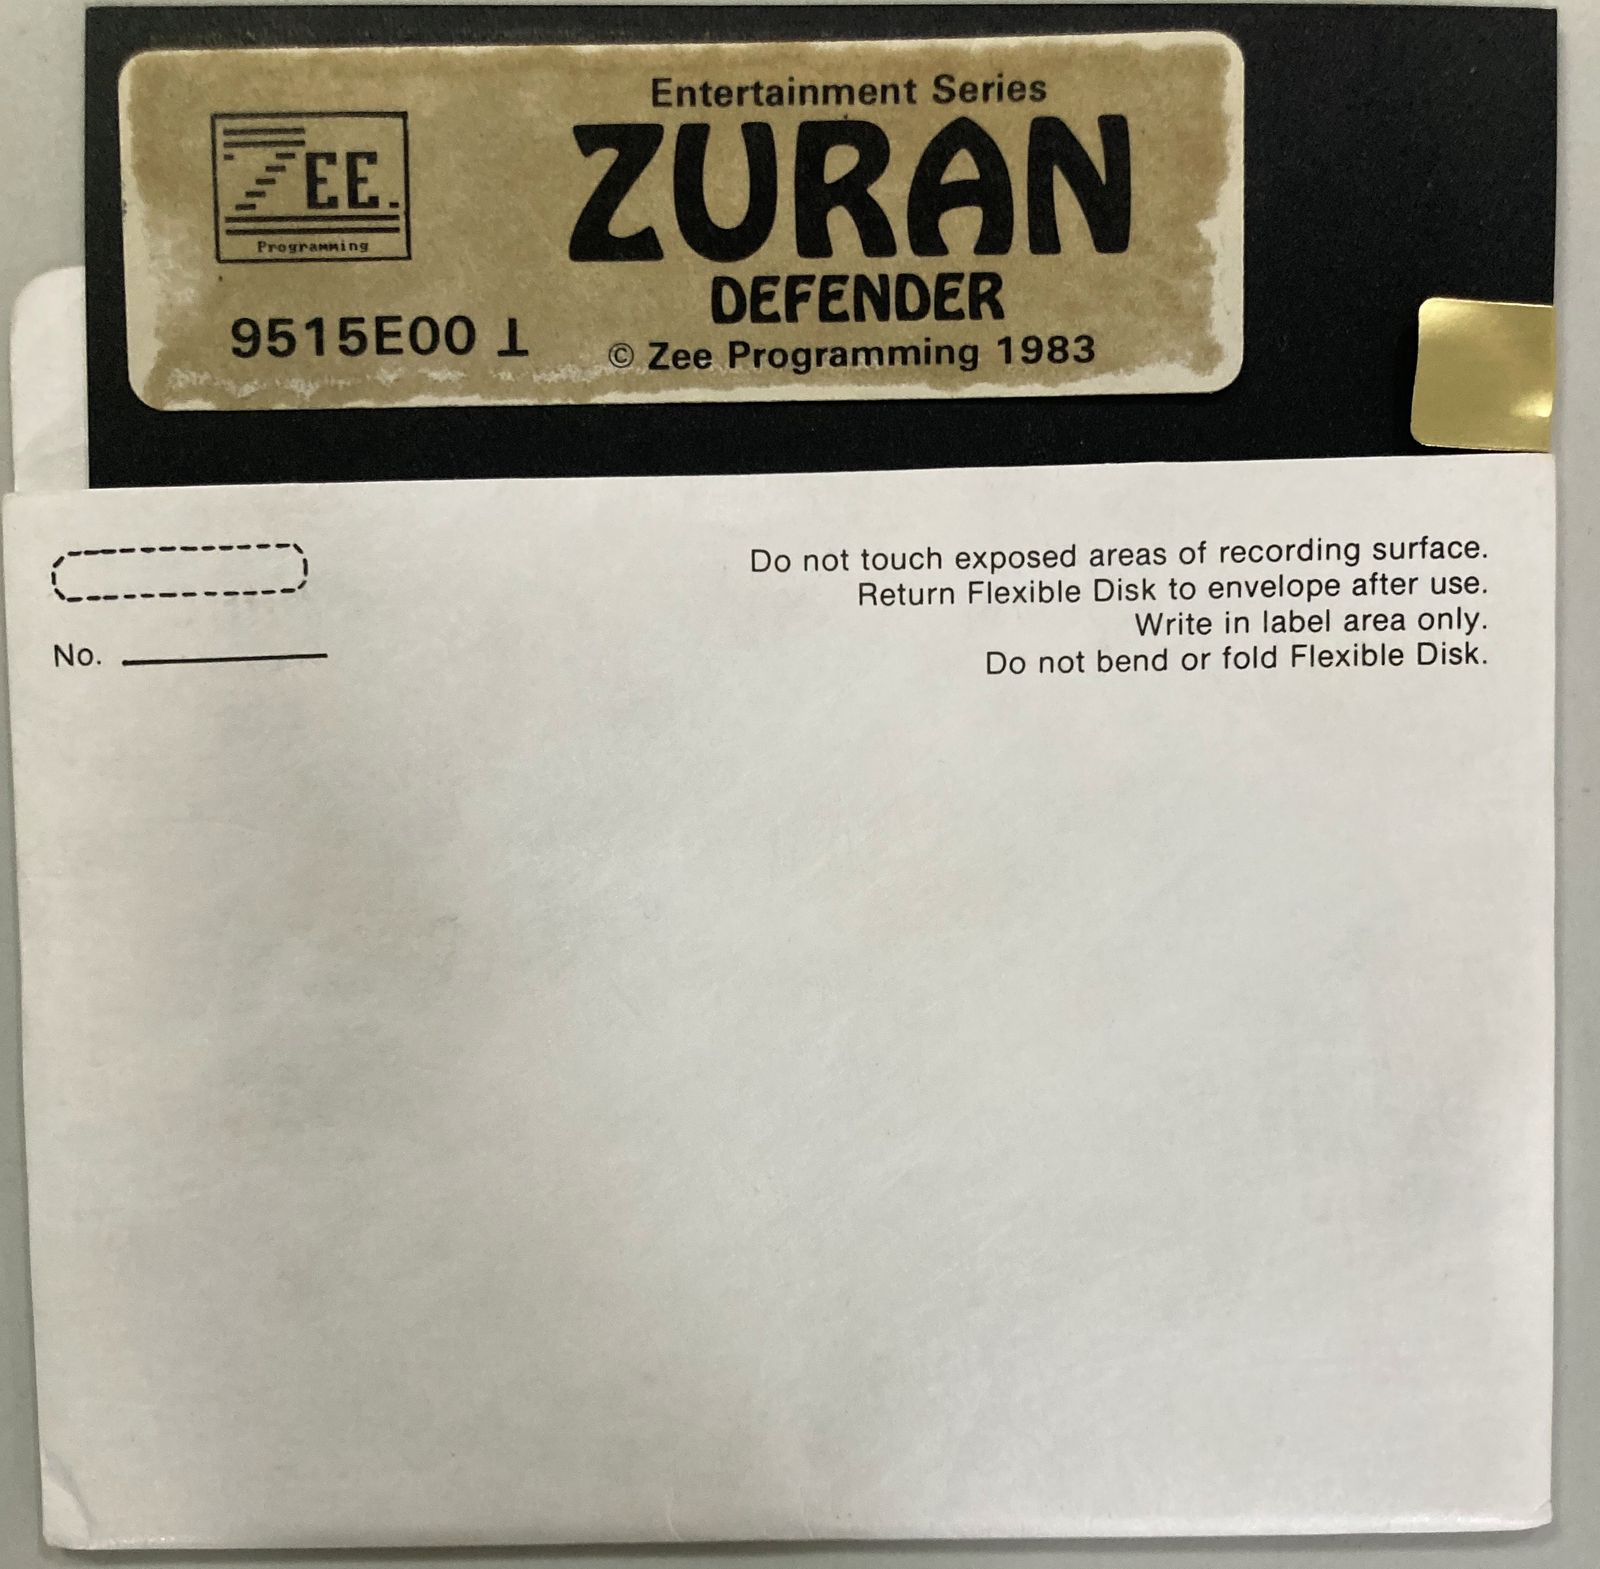 Entertainment Series
ZURAN
DEFENDER
© Zee Programming 1983
ZEE.
Programming
9515E00 ⊥
Do not touch exposed areas of recording surface.
Return Flexible Disk to envelope after use.
Write in label area only.
Do not bend or fold Flexible Disk.
No.